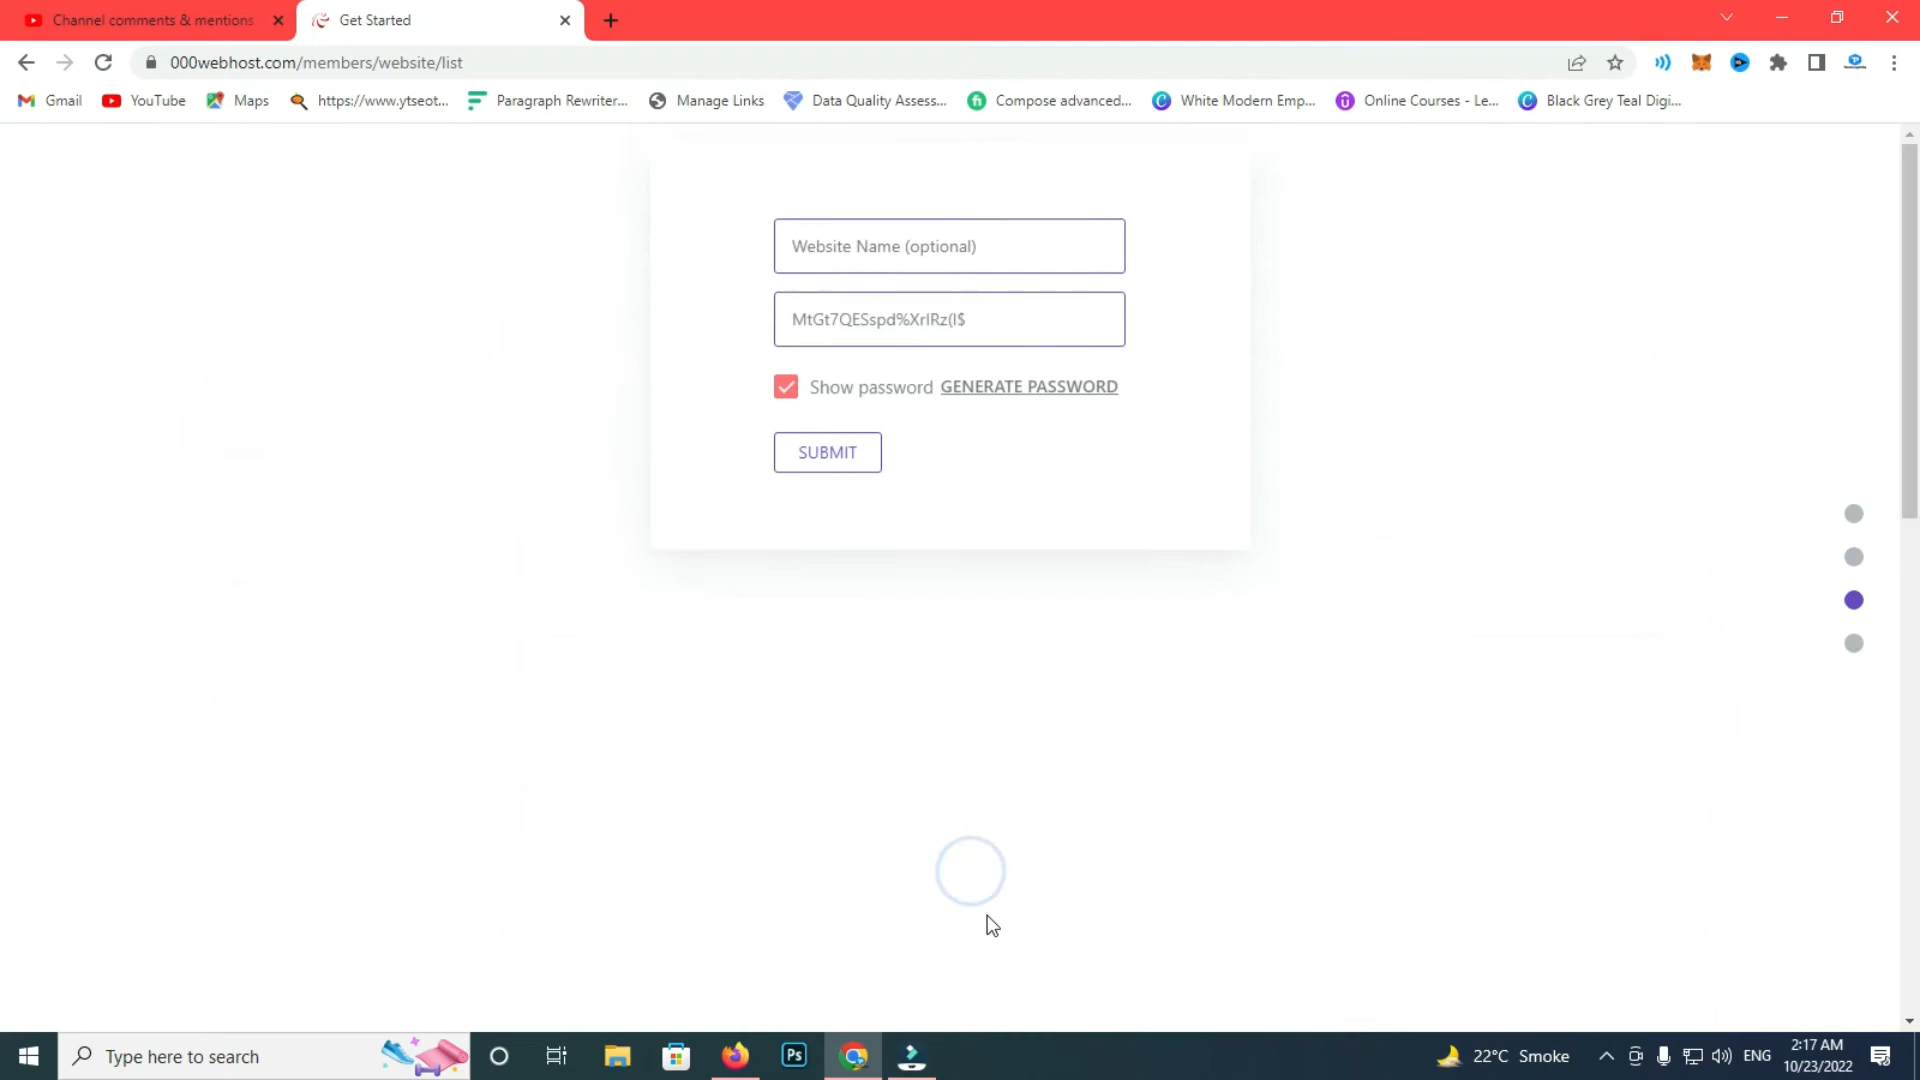 Channel comments & mentions
Get Started
000webhost.com/members/website/list
Gmail
YouTube
Maps
https://www.ytseot...
Paragraph Rewriter...
Manage Links
Data Quality Assess...
Compose advanced...
White Modern Emp...
Online Courses - Le...
Black Grey Teal Digi...
Website Name (optional)
MtGt7QESspd%XrIRz(I$
Show password GENERATE PASSWORD
SUBMIT
Type here to search
Ps
22°C Smoke
ENG
2:17 AM
10/23/2022